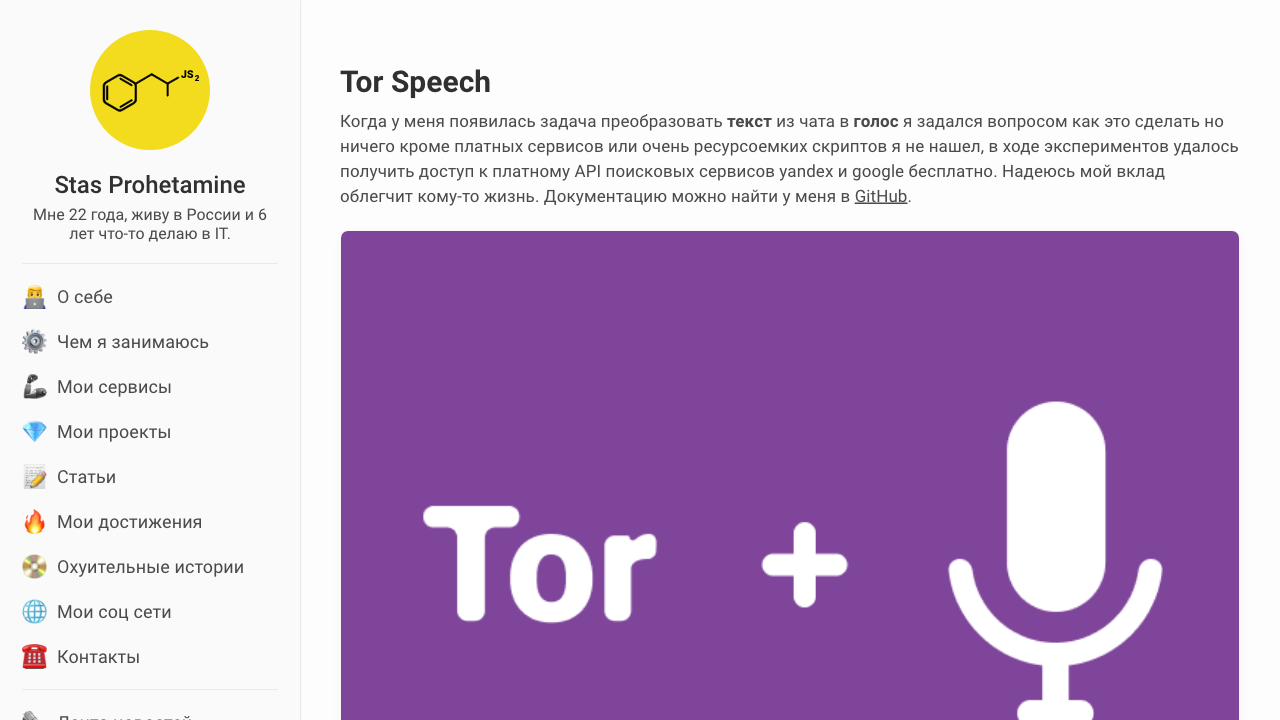 JS2
Stas Prohetamine
Мне 22 года, живу в России и 6
лет что-то делаю в IT.
О себе
Чем я занимаюсь
Мои сервисы
Мои проекты
Статьи
Мои достижения
Охуительные истории
Мои соц сети
Контакты
Tor Speech
Когда у меня появилась задача преобразовать текст из чата в голос я задался вопросом как это сделать но
ничего кроме платных сервисов или очень ресурсоемких скриптов я не нашел, в ходе экспериментов удалось
получить доступ к платному API поисковых сервисов yandex и google бесплатно. Надеюсь мой вклад
облегчит кому-то жизнь. Документацию можно найти у меня в GitHub.
Tor +